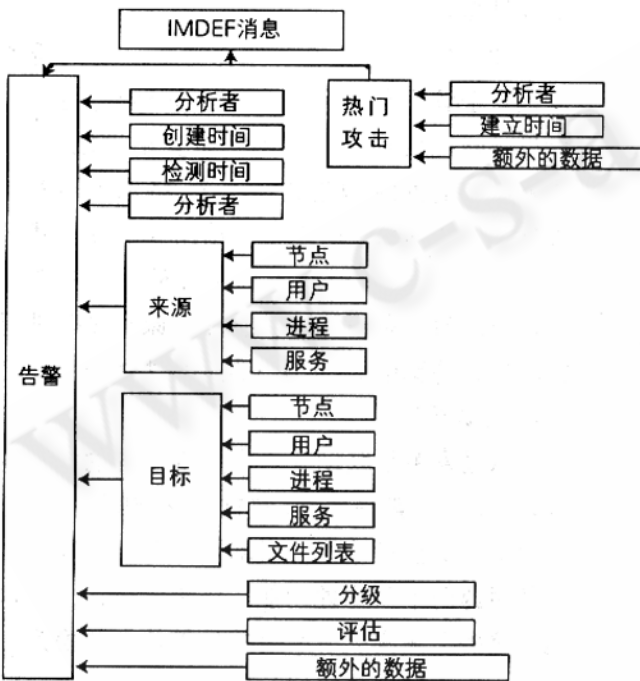 IMDEF消息
分析者
创建时间
检测时间
分析者
热门
攻击
分析者
建立时间
额外的数据
来源
节点
用户
进程
服务
告警
目标
节点
用户
进程
服务
文件列表
分级
评估
额外的数据
www.c-s-a